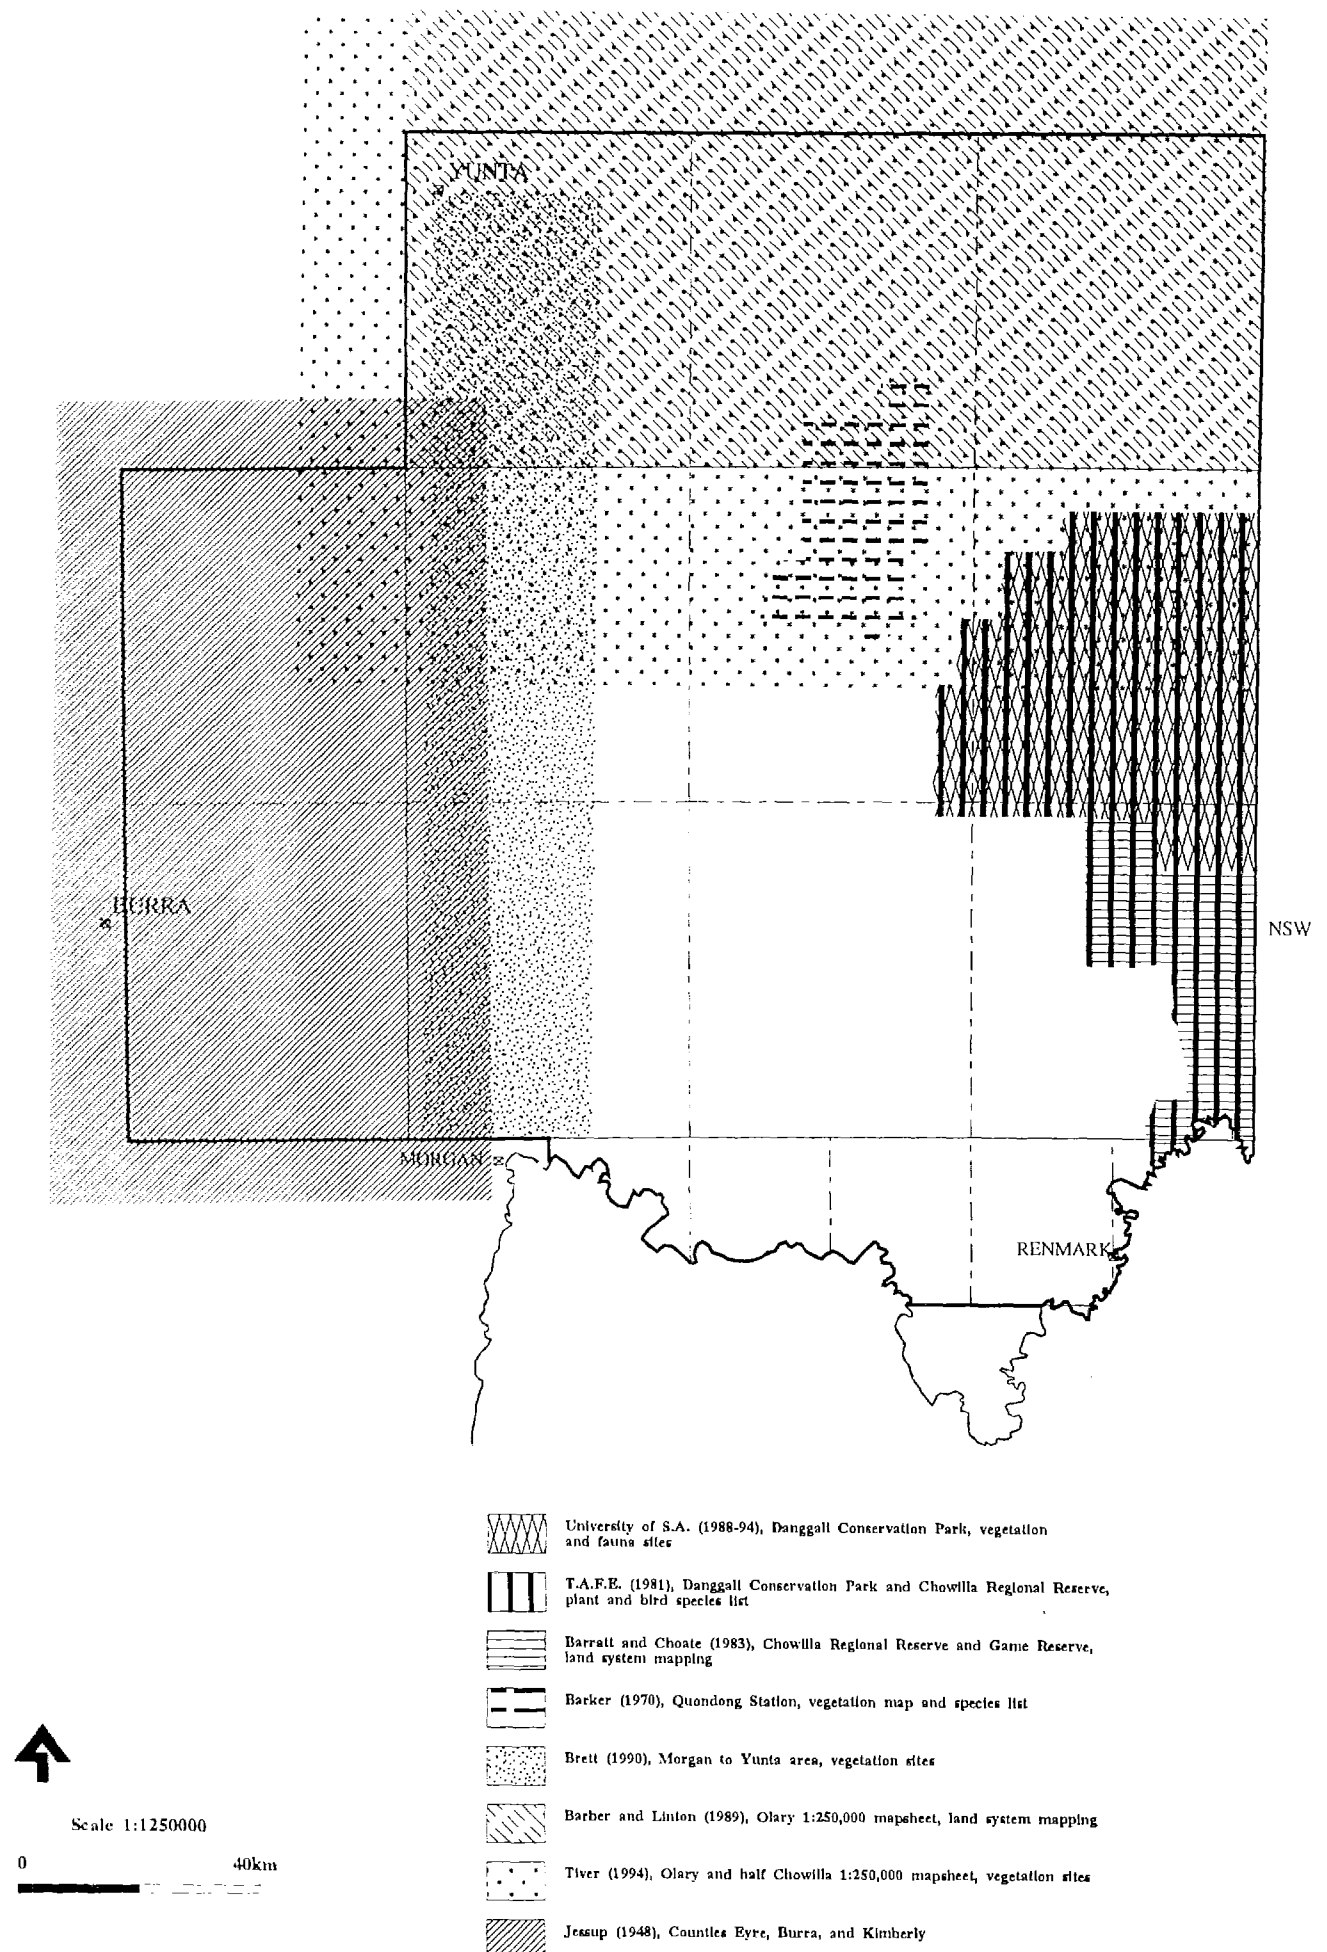 YUNTA
BURRA
NSW
MORGAN
RENMARK
University of S.A. (1988-94), Danggali Conservation Park, vegetation
and fauna sites
T.A.F.E. (1981), Danggali Conservation Park and Chowilla Regional Reserve,
plant and bird species list
Barratt and Choate (1983), Chowilla Regional Reserve and Game Reserve,
land system mapping
Barker (1970), Quondong Station, vegetation map and species list
Brett (1990), Morgan to Yunta area, vegetation sites
Barber and Linton (1989), Olary 1:250,000 mapsheet, land system mapping
Tiver (1994), Olary and half Chowilla 1:250,000 mapsheet, vegetation sites
Jessup (1948), Counties Eyre, Burra, and Kimberly
Scale 1:1250000
0 40km